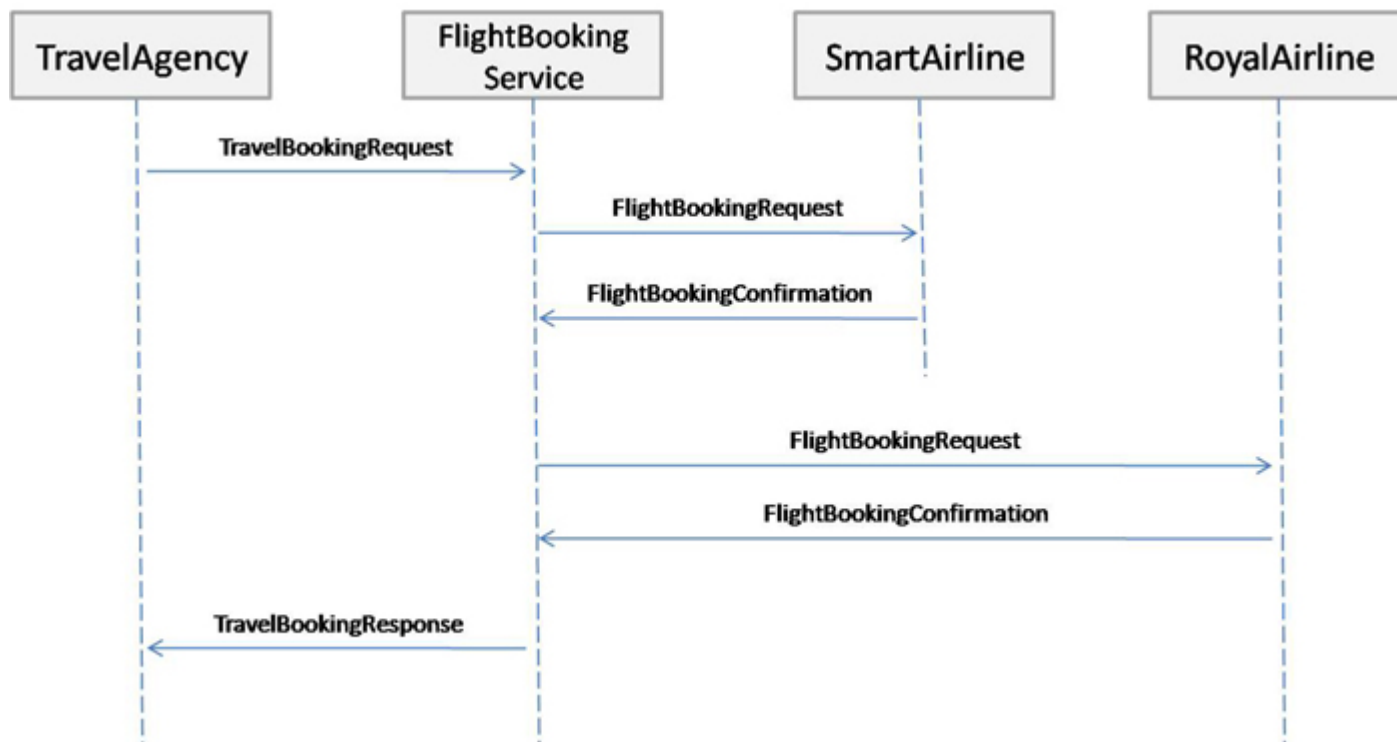 TravelAgency
FlightBooking
Service
SmartAirline
RoyalAirline
TravelBookingRequest
FlightBookingRequest
FlightBookingConfirmation
FlightBookingRequest
FlightBookingConfirmation
TravelBookingResponse